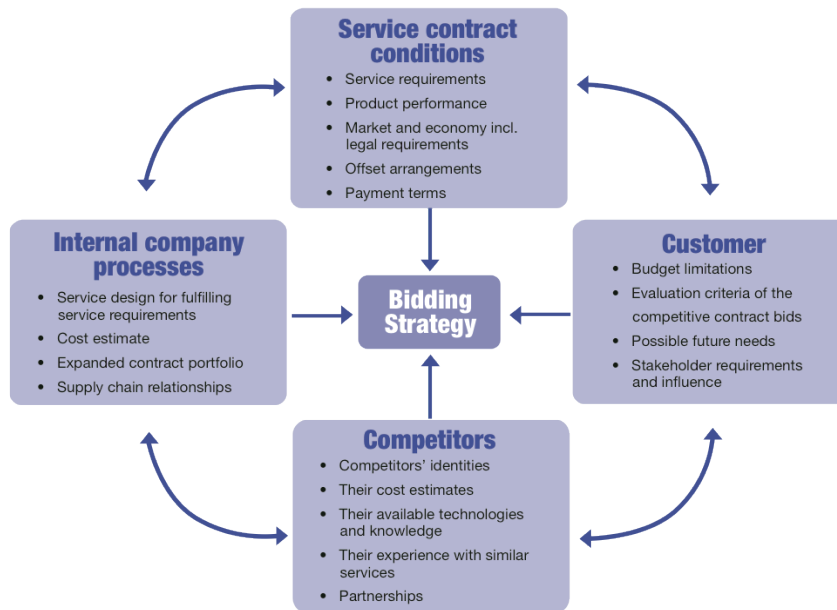 Service contract
conditions
• Service requirements
• Product performance
• Market and economy incl.
legal requirements
• Offset arrangements
• Payment terms
Internal company
processes
• Service design for fulfilling
service requirements
• Cost estimate
• Expanded contract portfolio
• Supply chain relationships
Bidding
Strategy
Customer
• Budget limitations
• Evaluation criteria of the
competitive contract bids
• Possible future needs
• Stakeholder requirements
and influence
Competitors
• Competitors’ identities
• Their cost estimates
• Their available technologies
and knowledge
• Their experience with similar
services
• Partnerships